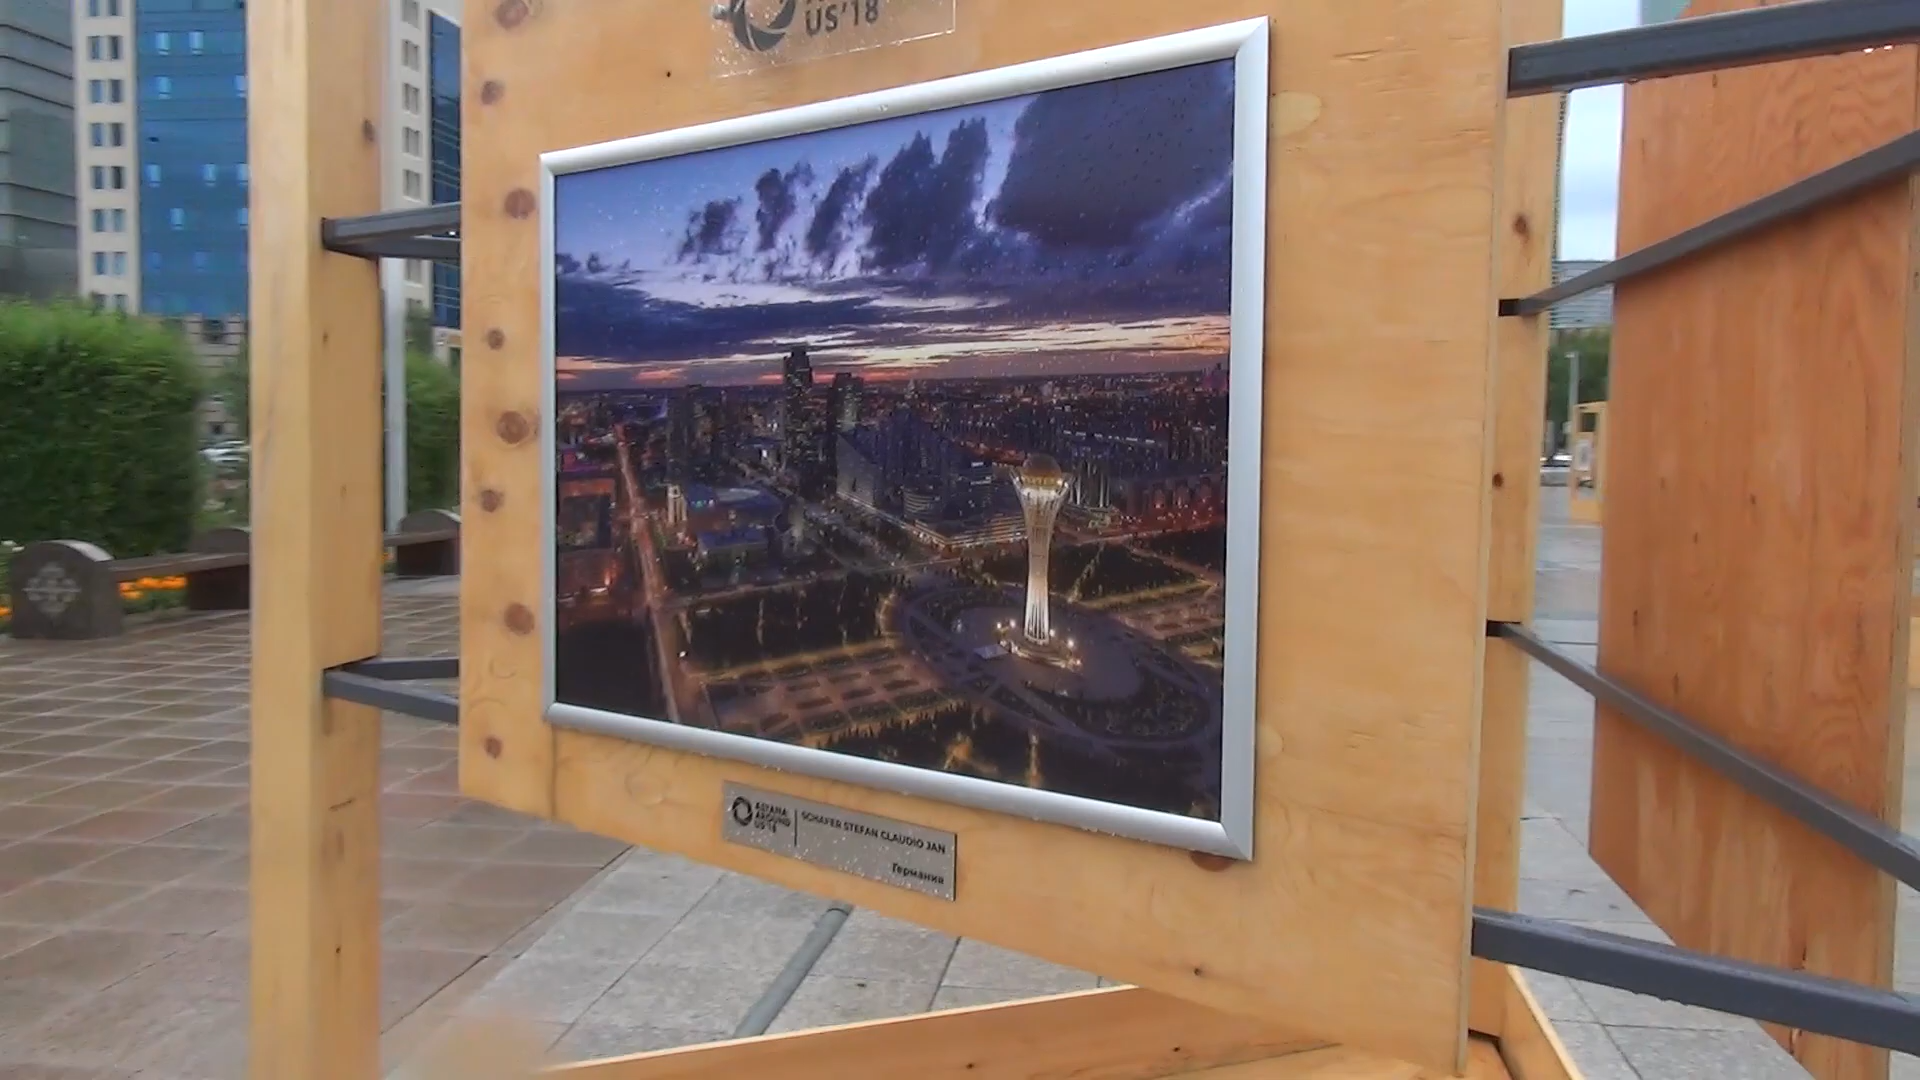 US'18
ASTANA
AROUND
US'18
SCHAFER STEFAN CLAUDIO JAN
Германия